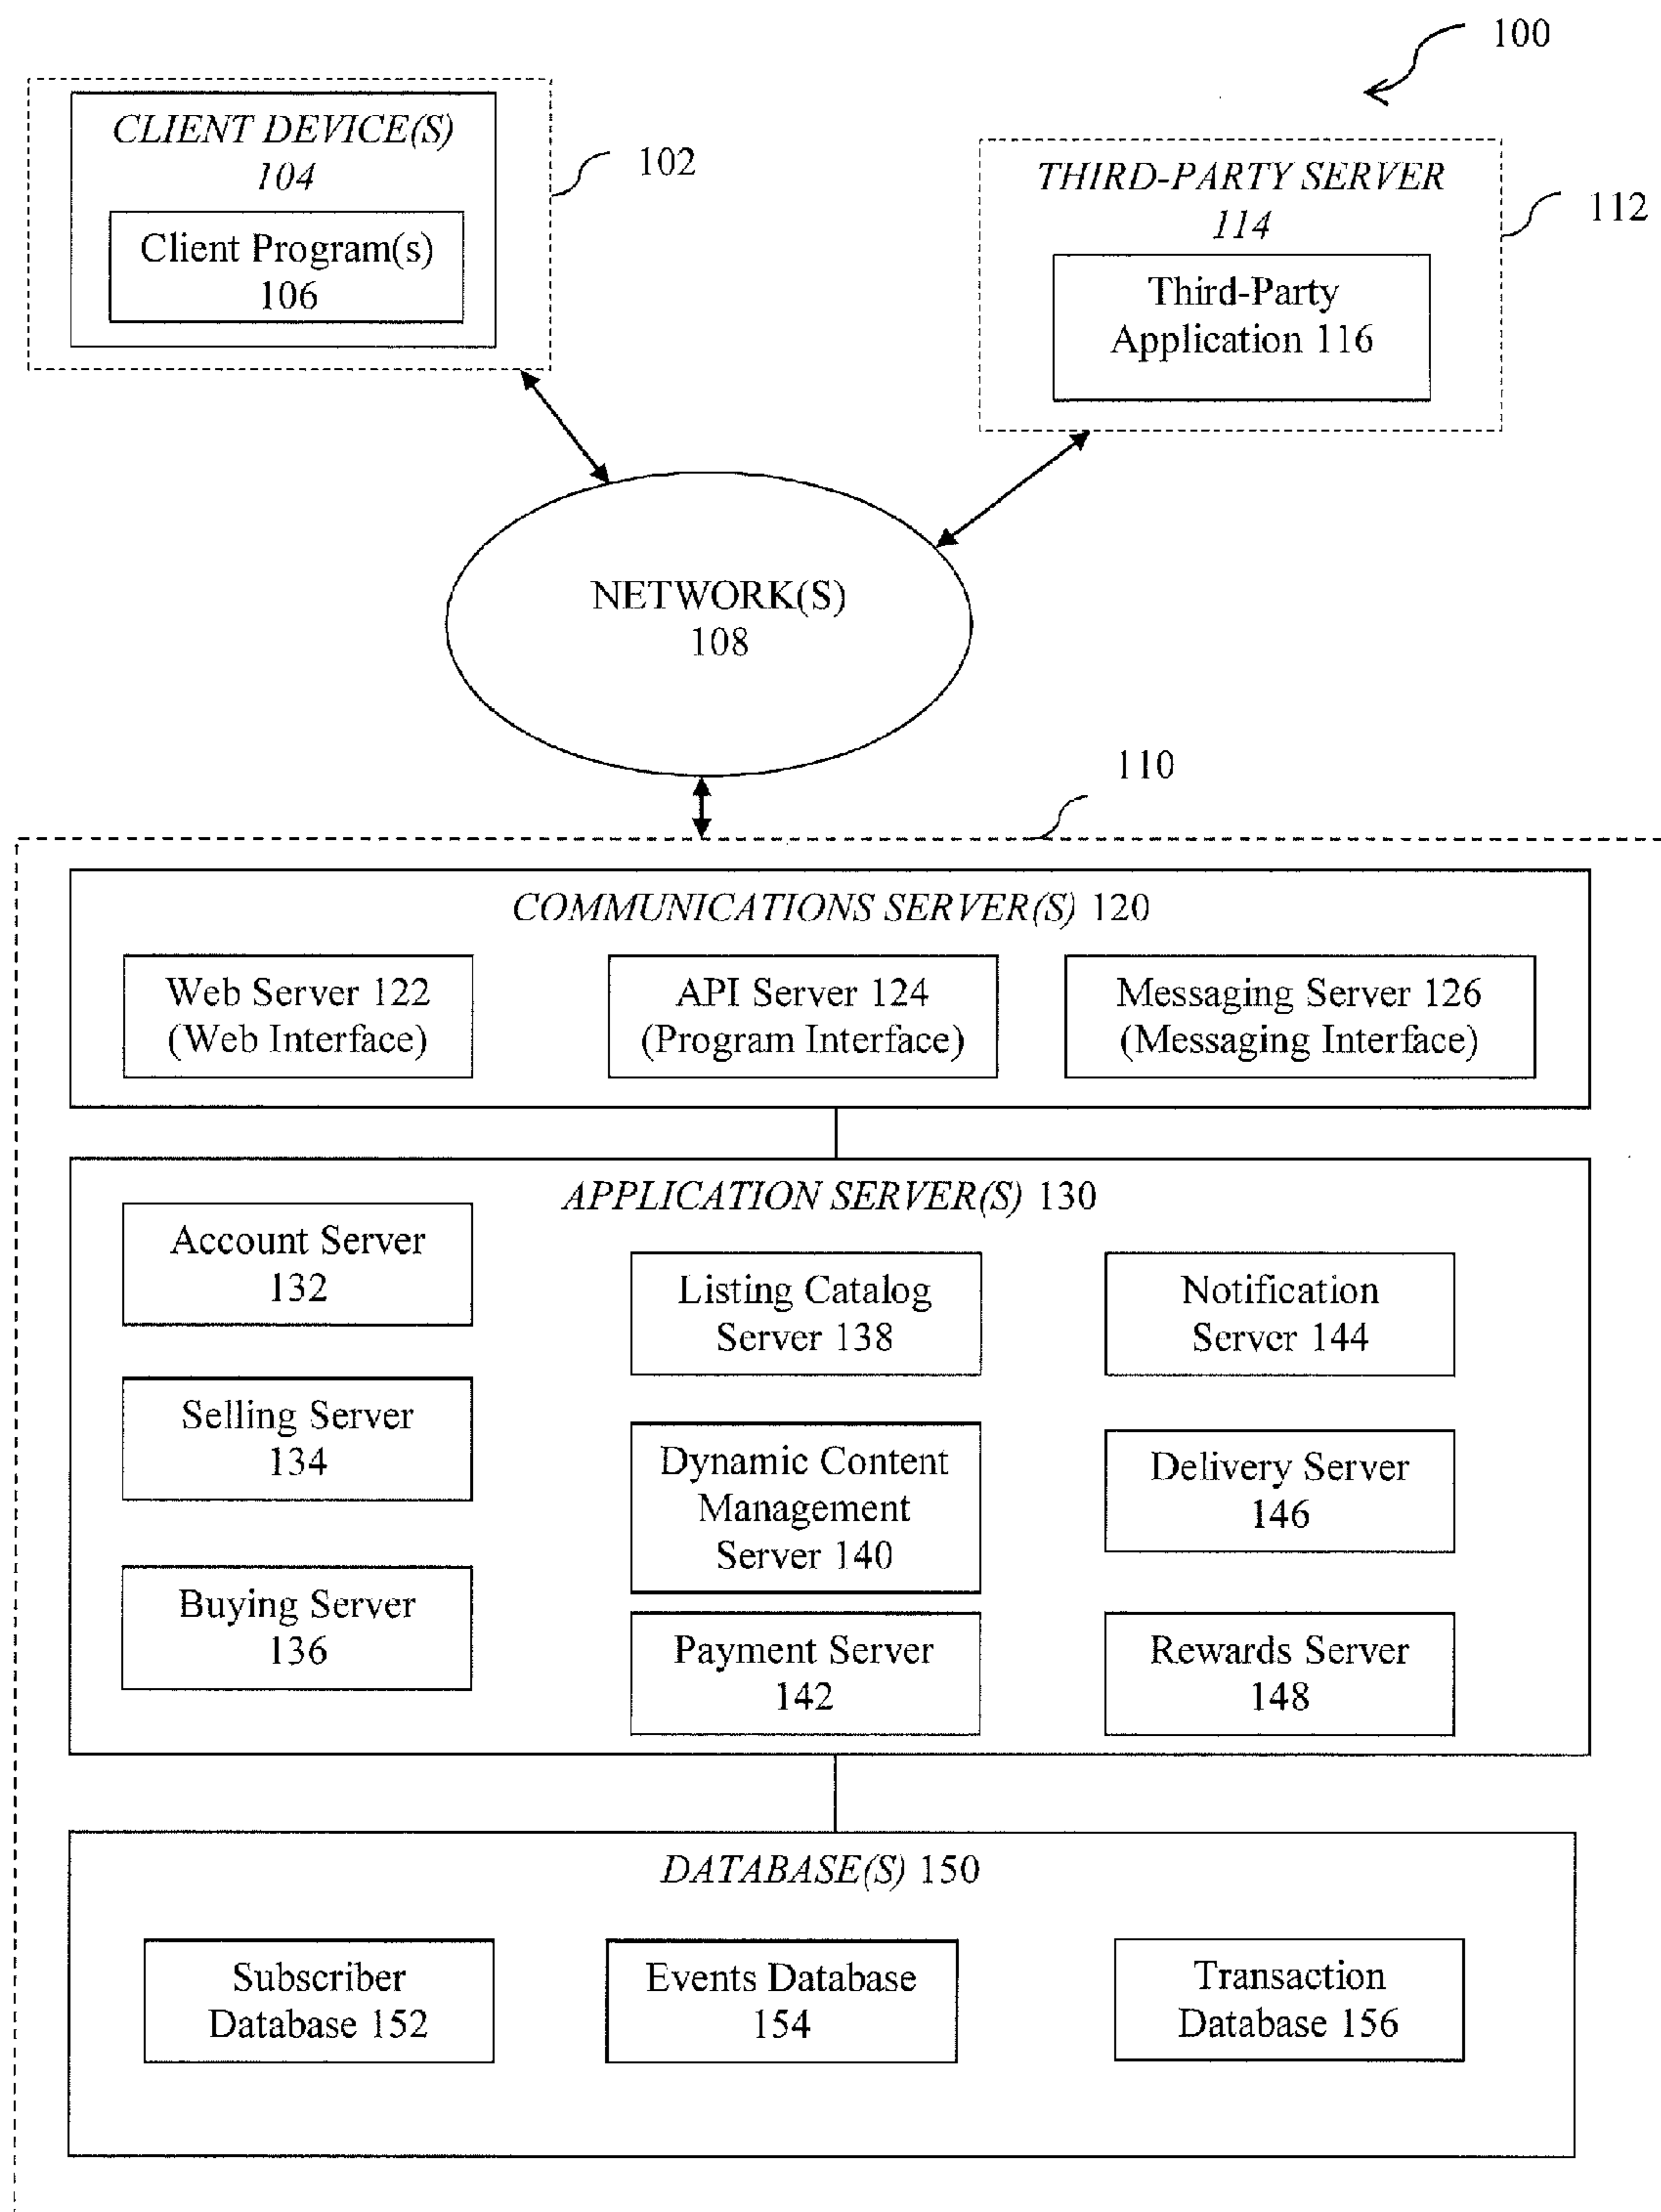 100
CLIENT DEVICE(S)
104
102
Client Program(s)
106
THIRD-PARTY SERVER
114
112
Third-Party
Application 116
NETWORK(S)
108
110
COMMUNICATIONS SERVER(S) 120
Web Server 122
(Web Interface)
API Server 124
(Program Interface)
Messaging Server 126
(Messaging Interface)
APPLICATION SERVER(S) 130
Account Server
132
Selling Server
134
Buying Server
136
Listing Catalog
Server 138
Dynamic Content
Management
Server 140
Payment Server
142
Notification
Server 144
Delivery Server
146
Rewards Server
148
DATABASE(S) 150
Subscriber
Database 152
Events Database
154
Transaction
Database 156